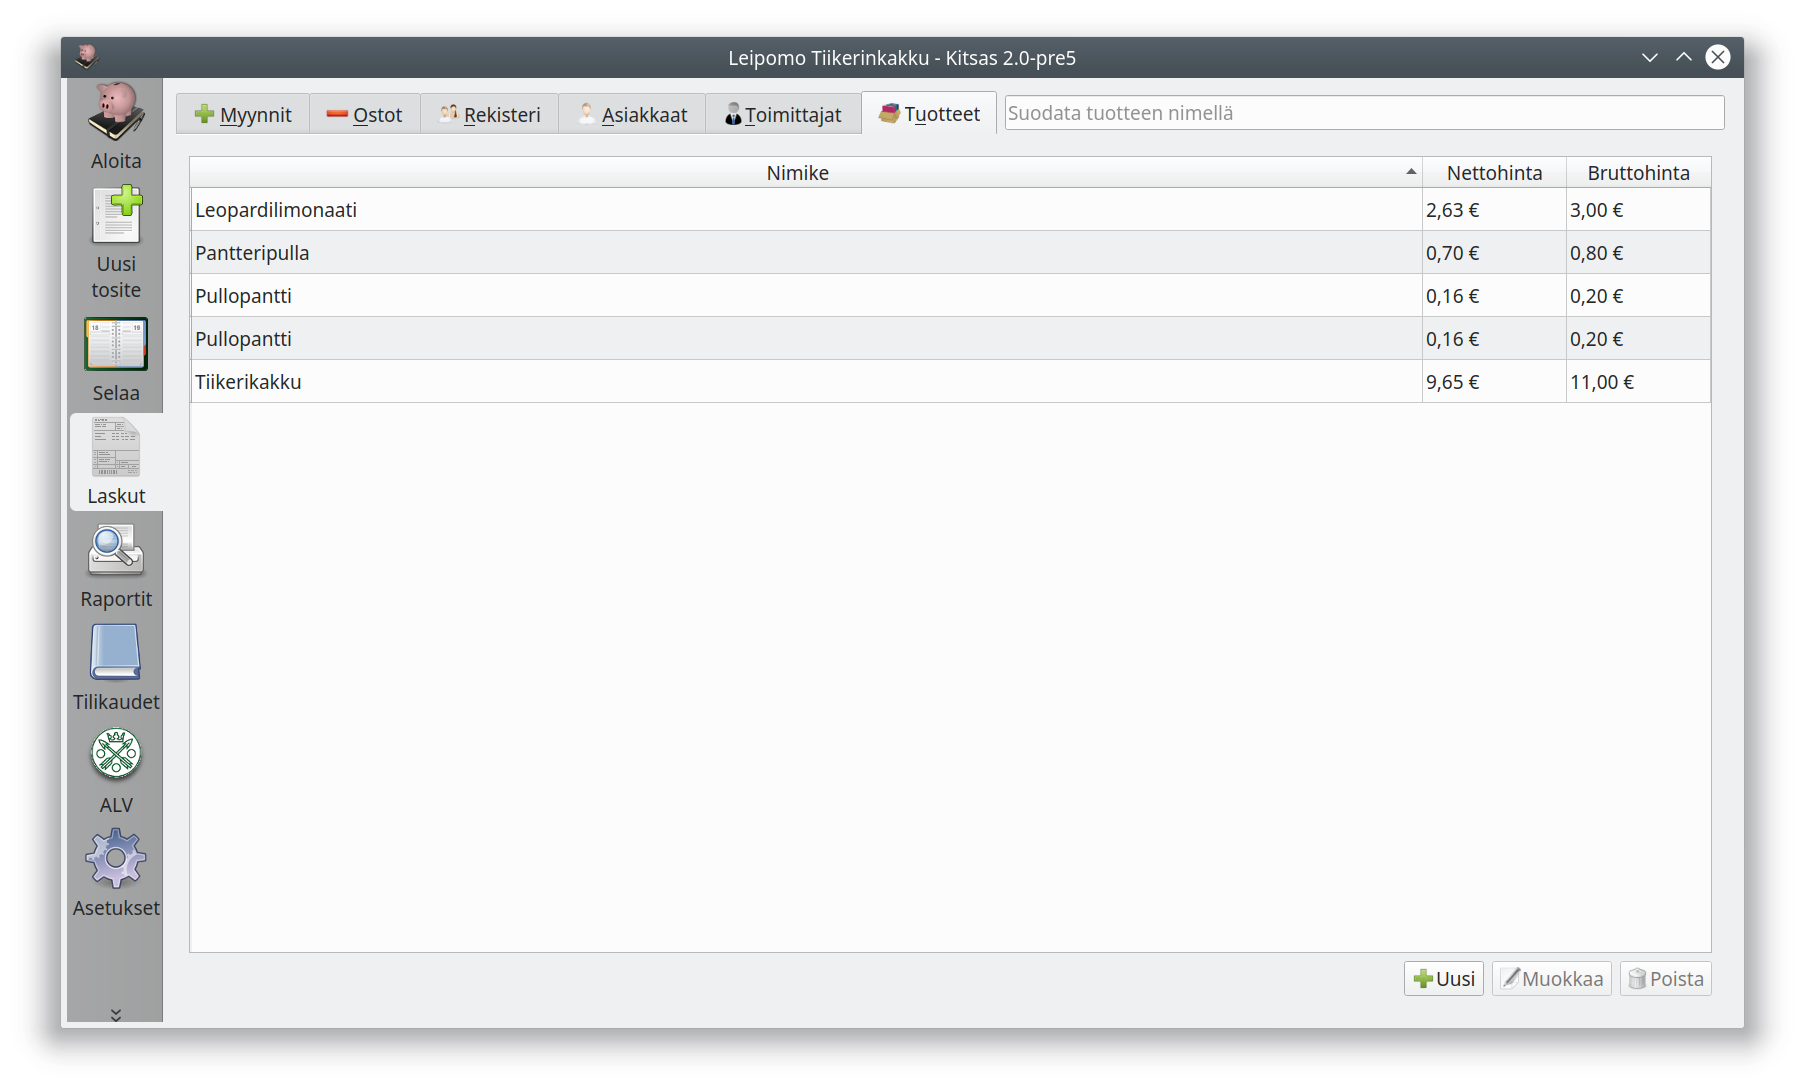 Leipomo Tiikerinkakku - Kitsas 2.0-pre5
Aloita
Uusi
tosite
Selaa
Laskut
Raportit
Tilikaudet
ALV
Asetukset
Myynnit Ostot Rekisteri Asiakkaat Toimittajat Tuotteet Suodata tuotteen nimellä
Nimike Nettohinta Bruttohinta
Leopardilimonaati 2,63 € 3,00 €
Pantteripulla 0,70 € 0,80 €
Pullopantti 0,16 € 0,20 €
Pullopantti 0,16 € 0,20 €
Tiikerikakku 9,65 € 11,00 €
Uusi Muokkaa Poista